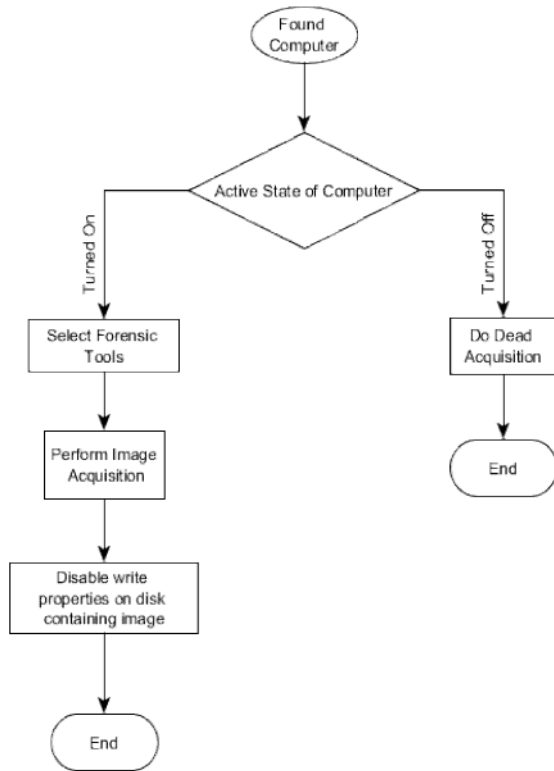 Found
Computer
Active State of Computer
Turned On
Turned Off
Select Forensic
Tools
Do Dead
Acquisition
Perform Image
Acquisition
End
Disable write
properties on disk
containing image
End